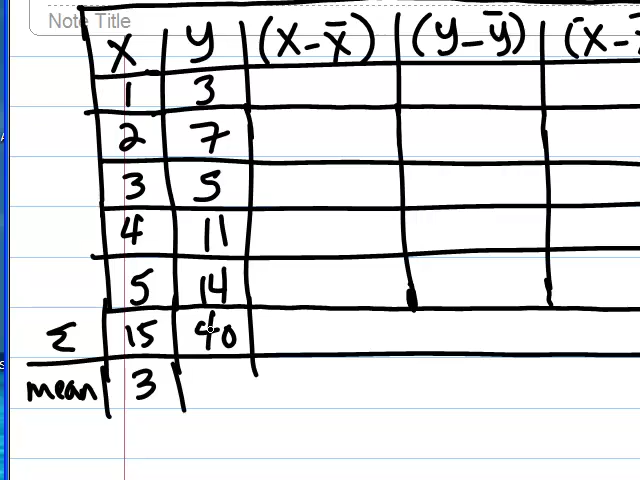 Note Title
x y (x-x̄) (y-ȳ) (x-
1 3
2 7
3 5
4 11
5 14
Σ 15 40
mean 3